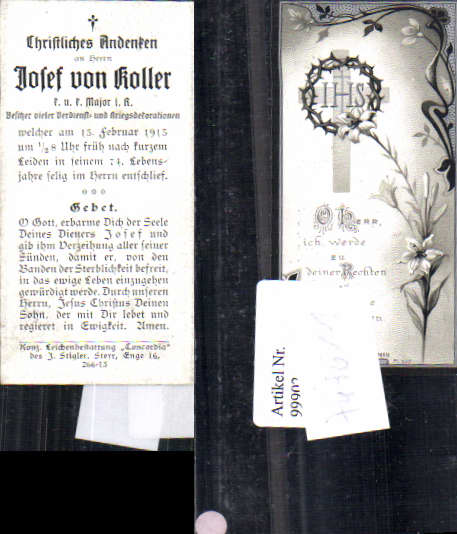 Christliches Andenken
an Herrn
Josef von Koller
k. u. k. Major i. R.
Besitzer vieler Verdienst- und Kriegsdekorationen
welcher am 15. Februar 1915
um ½8 Uhr früh nach kurzem
Leiden in seinem 74. Lebens-
jahre selig im Herrn entschlief.
Gebet.
O Gott, erbarme Dich der Seele
Deines Dieners Josef und
gib ihm Verzeihung aller seiner
Sünden, damit er, von den
Banden der Sterblichkeit befreit,
in das ewige Leben einzugehen
gewürdigt werde. Durch unseren
Herrn, Jesus Christus Deinen
Sohn, der mit Dir lebet und
regieret in Ewigkeit. Amen.
Konz. Leichenbestattung „Concordia"
des J. Stigler, Steyr, Enge 16.
266-15
IHS
O Herr,
ich werde
zu
deiner Rechten
Artikel Nr.